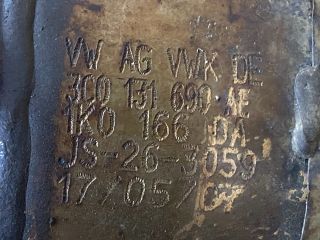 VW AG VWK DE
3C0 131 690 AE
1K0 166 DA
JS-26-3059
17/05/07